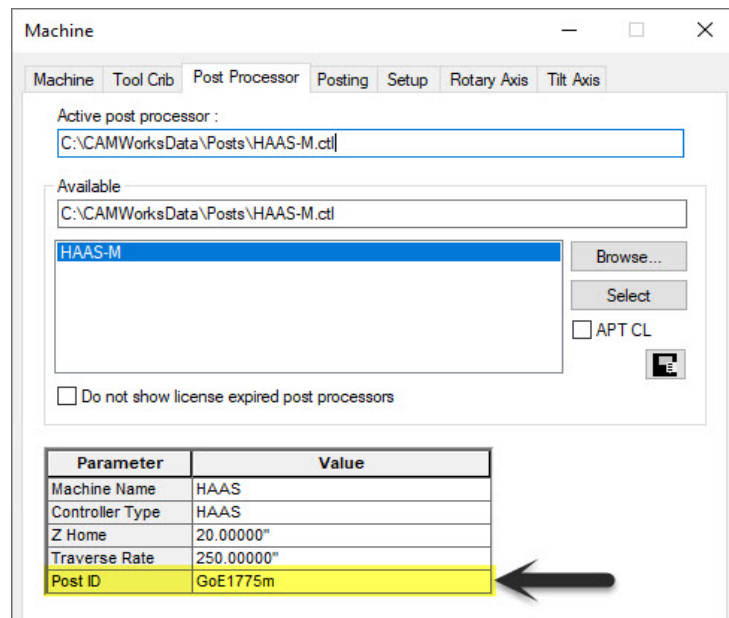 Machine
Machine Tool Crib Post Processor Posting Setup Rotary Axis Tilt Axis
Active post processor :
C:\CAMWorksData\Posts\HAAS-M.ctl
Available
C:\CAMWorksData\Posts\HAAS-M.ctl
HAAS-M
Browse...
Select
APT CL
Do not show license expired post processors
Parameter Value
Machine Name HAAS
Controller Type HAAS
Z Home 20.00000"
Traverse Rate 250.00000"
Post ID GoE1775m